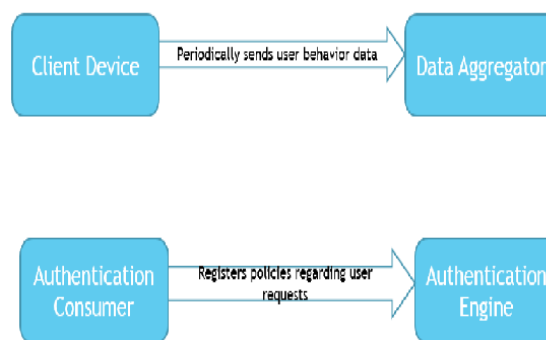 Client Device
Periodically sends user behavior data
Data Aggregator
Authentication
Consumer
Registers policies regarding user
requests
Authentication
Engine